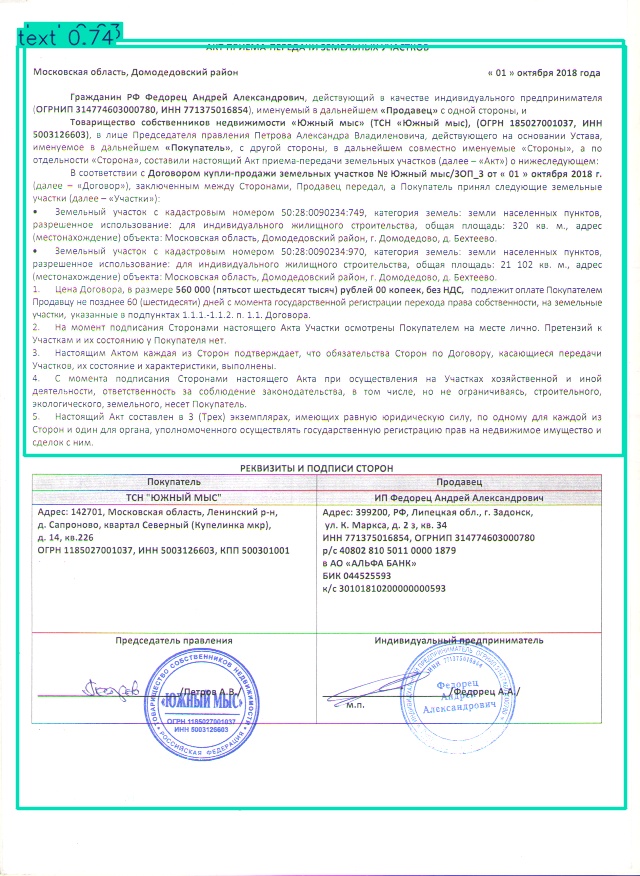 text 0.74
АКТ ПРИЕМА-ПЕРЕДАЧИ ЗЕМЕЛЬНЫХ УЧАСТКОВ
Московская область, Домодедовский район « 01 » октября 2018 года
Гражданин РФ Федорец Андрей Александрович, действующий в качестве индивидуального предпринимателя
(ОГРНИП 314774603000780, ИНН 771375016854), именуемый в дальнейшем «Продавец» с одной стороны, и
Товарищество собственников недвижимости «Южный мыс» (ТСН «Южный мыс), (ОГРН 185027001037, ИНН
5003126603), в лице Председателя правления Петрова Александра Владиленовича, действующего на основании Устава,
именуемое в дальнейшем «Покупатель», с другой стороны, в дальнейшем совместно именуемые «Стороны», а по
отдельности «Сторона», составили настоящий Акт приема-передачи земельных участков (далее – «Акт») о нижеследующем:
В соответствии с Договором купли-продажи земельных участков № Южный мыс/ЗОП_3 от « 01 » октября 2018 г.
(далее – «Договор»), заключенным между Сторонами, Продавец передал, а Покупатель принял следующие земельные
участки (далее – «Участки»):
• Земельный участок с кадастровым номером 50:28:0090234:749, категория земель: земли населенных пунктов,
разрешенное использование: для индивидуального жилищного строительства, общая площадь: 320 кв. м., адрес
(местонахождение) объекта: Московская область, Домодедовский район, г. Домодедово, д. Бехтеево.
• Земельный участок с кадастровым номером 50:28:0090234:970, категория земель: земли населенных пунктов,
разрешенное использование: для индивидуального жилищного строительства, общая площадь: 21 102 кв. м., адрес
(местонахождение) объекта: Московская область, Домодедовский район, г. Домодедово, д. Бехтеево.
1. Цена Договора, в размере 560 000 (пятьсот шестьдесят тысяч) рублей 00 копеек, без НДС, подлежит оплате Покупателем
Продавцу не позднее 60 (шестидесяти) дней с момента государственной регистрации перехода права собственности, на земельные
участки, указанные в подпунктах 1.1.1.-1.1.2. п. 1.1. Договора.
2. На момент подписания Сторонами настоящего Акта Участки осмотрены Покупателем на месте лично. Претензий к
Участкам и их состоянию у Покупателя нет.
3. Настоящим Актом каждая из Сторон подтверждает, что обязательства Сторон по Договору, касающиеся передачи
Участков, их состояние и характеристики, выполнены.
4. С момента подписания Сторонами настоящего Акта при осуществления на Участках хозяйственной и иной
деятельности, ответственность за соблюдение законодательства, в том числе, но не ограничиваясь, строительного,
экологического, земельного, несет Покупатель.
5. Настоящий Акт составлен в 3 (Трех) экземплярах, имеющих равную юридическую силу, по одному для каждой из
Сторон и один для органа, уполномоченного осуществлять государственную регистрацию прав на недвижимое имущество и
сделок с ним.
РЕКВИЗИТЫ И ПОДПИСИ СТОРОН
Покупатель Продавец
ТСН "ЮЖНЫЙ МЫС" ИП Федорец Андрей Александрович
Адрес: 142701, Московская область, Ленинский р-н,
д. Сапроново, квартал Северный (Купелинка мкр),
д. 14, кв.226
ОГРН 1185027001037, ИНН 5003126603, КПП 500301001
Адрес: 399200, РФ, Липецкая обл., г. Задонск,
ул. К. Маркса, д. 2 з, кв. 34
ИНН 771375016854, ОГРНИП 314774603000780
р/с 40802 810 5011 0000 1879
в АО «АЛЬФА БАНК»
БИК 044525593
к/с 30101810200000000593
Председатель правления Индивидуальный предприниматель
/Петров А.В./ /Федорец А.А./
м.п.
ТОВАРИЩЕСТВО СОБСТВЕННИКОВ НЕДВИЖИМОСТИ
«ЮЖНЫЙ МЫС»
ОГРН 1185027001037
ИНН 5003126603
РОССИЙСКАЯ ФЕДЕРАЦИЯ
ИНДИВИДУАЛЬНЫЙ ПРЕДПРИНИМАТЕЛЬ
Федорец
Андрей
Александрович